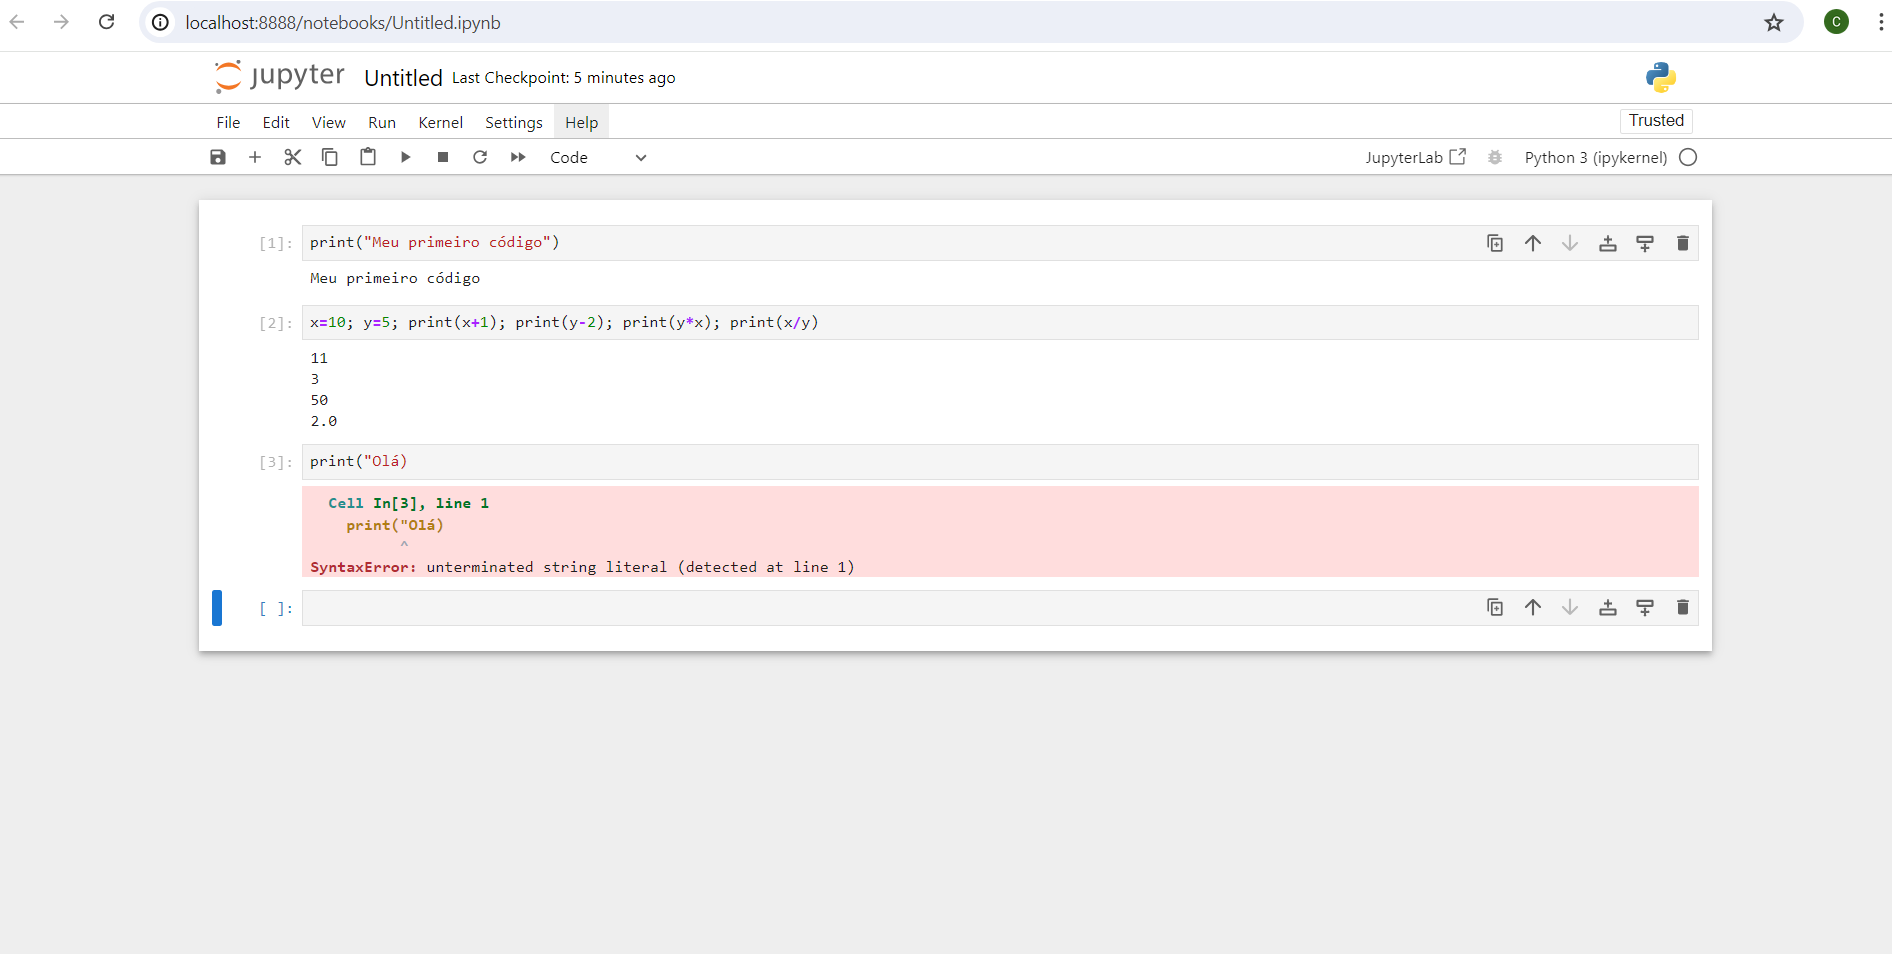 localhost:8888/notebooks/Untitled.ipynb
C
jupyter Untitled Last Checkpoint: 5 minutes ago
File Edit View Run Kernel Settings Help
Trusted
Code
JupyterLab
Python 3 (ipykernel)
[1]: print("Meu primeiro código")
Meu primeiro código
[2]: x=10; y=5; print(x+1); print(y-2); print(y*x); print(x/y)
11
3
50
2.0
[3]: print("Olá)
Cell In[3], line 1
print("Olá)
^
SyntaxError: unterminated string literal (detected at line 1)
[ ]: